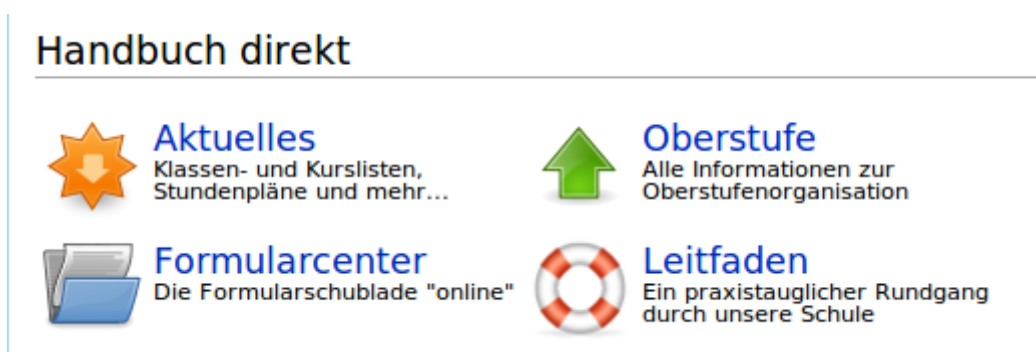 Handbuch direkt
Aktuelles
Klassen- und Kurslisten,
Stundenpläne und mehr...
Oberstufe
Alle Informationen zur
Oberstufenorganisation
Formularcenter
Die Formularschublade "online"
Leitfaden
Ein praxistauglicher Rundgang
durch unsere Schule